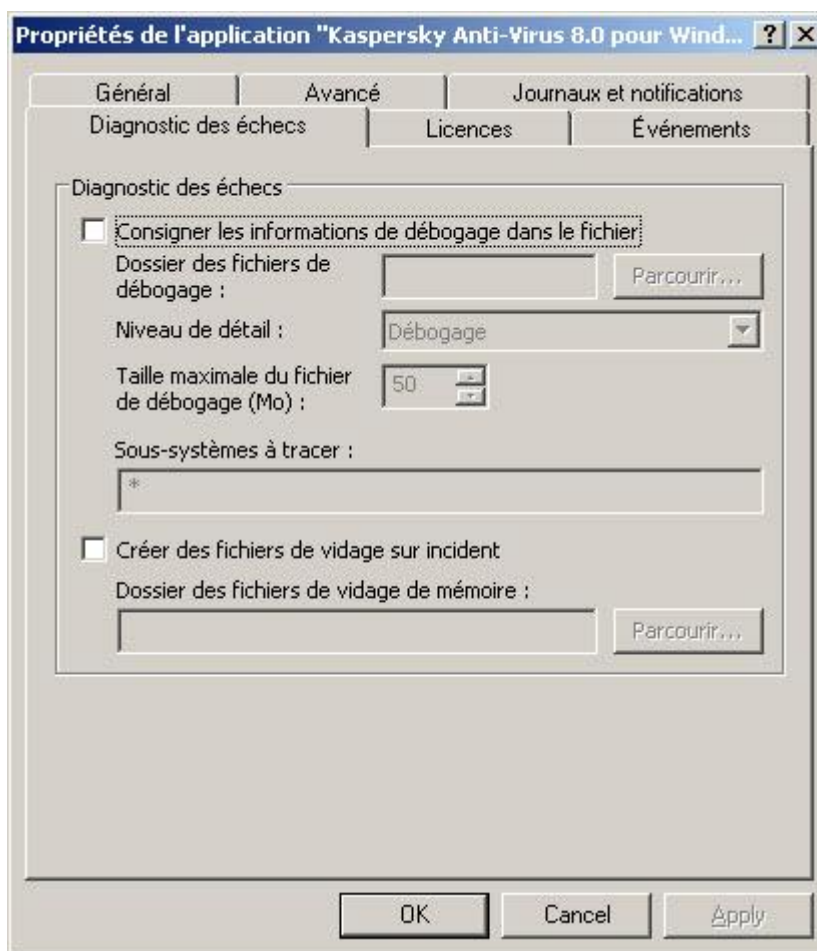 Propriétés de l'application "Kaspersky Anti-Virus 8.0 pour Wind...
Général
Avancé
Journaux et notifications
Diagnostic des échecs
Licences
Événements
Diagnostic des échecs
Consigner les informations de débogage dans le fichier
Dossier des fichiers de
débogage :
Parcourir...
Niveau de détail :
Débogage
Taille maximale du fichier
de débogage (Mo) :
50
Sous-systèmes à tracer :
*
Créer des fichiers de vidage sur incident
Dossier des fichiers de vidage de mémoire :
Parcourir...
OK
Cancel
Apply